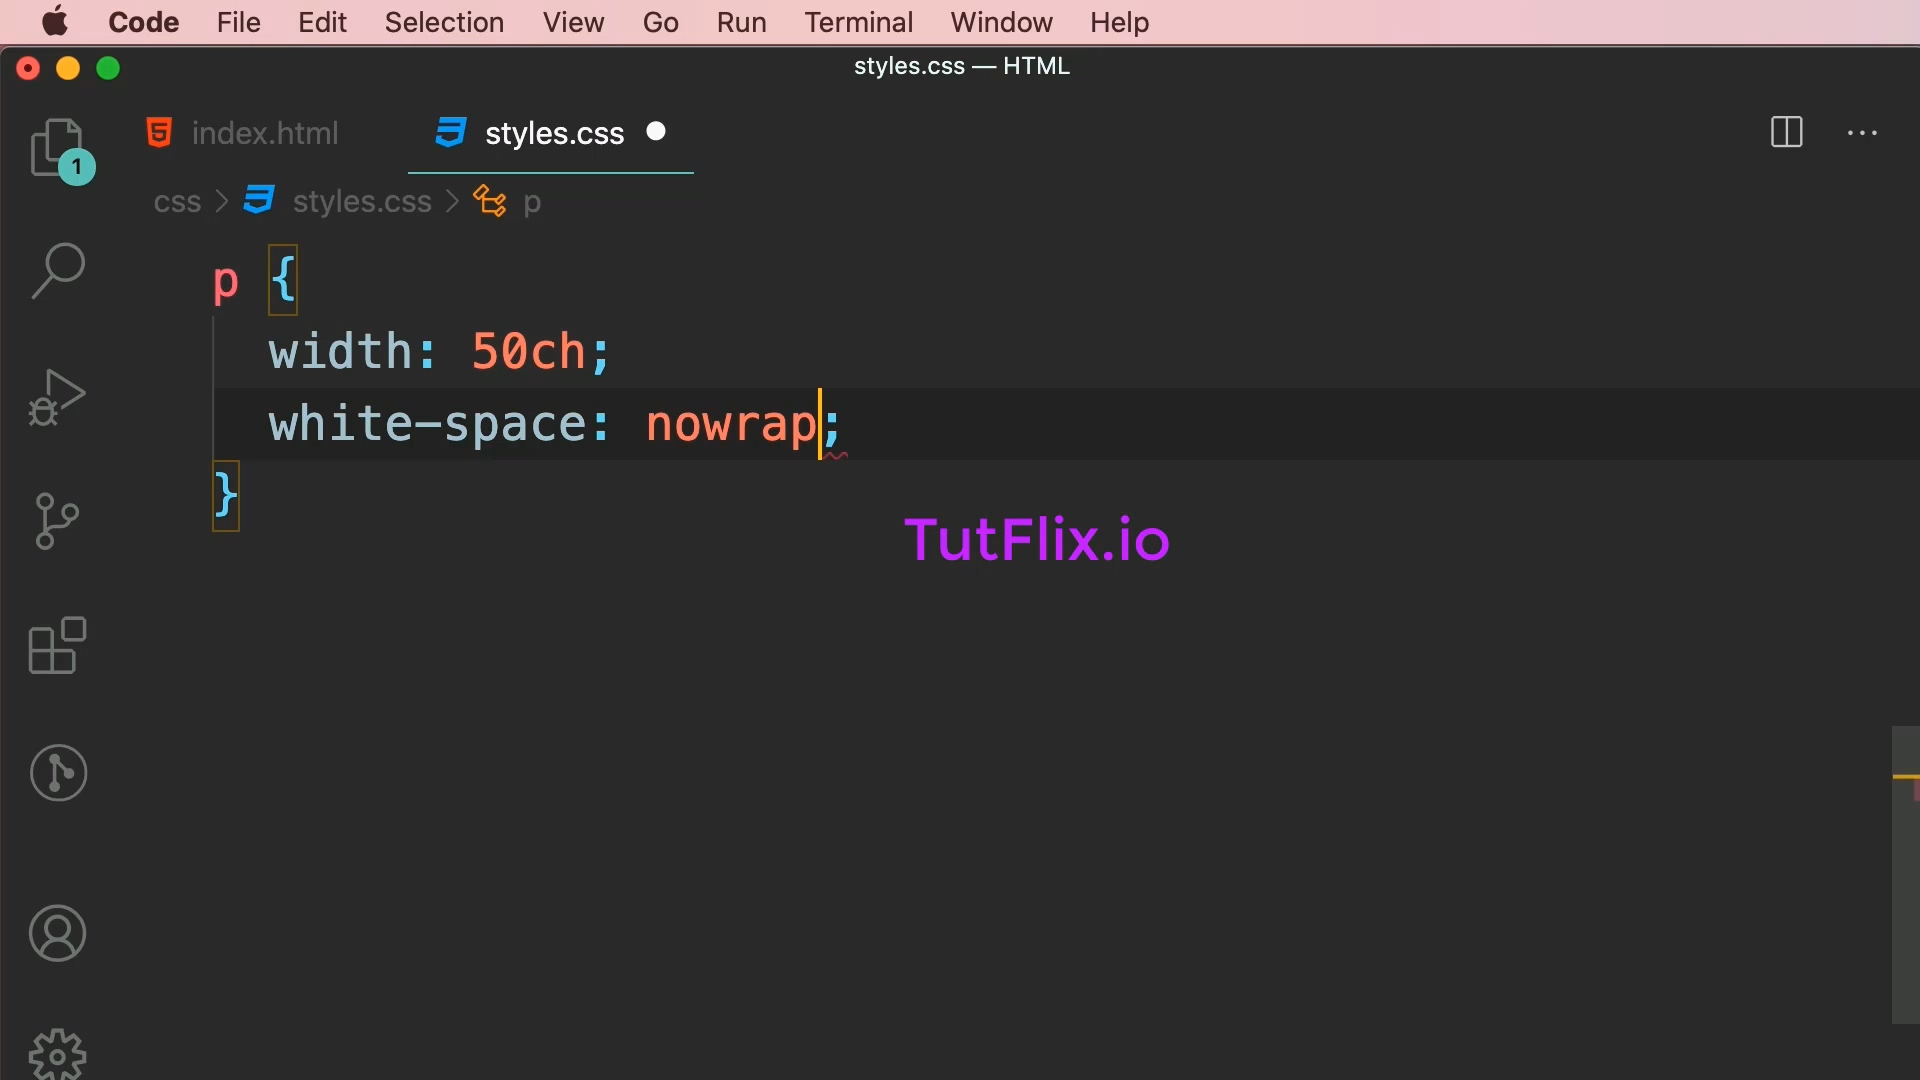 Code File Edit Selection View Go Run Terminal Window Help
styles.css — HTML
index.html styles.css
1
css > styles.css > p
p {
width: 50ch;
white-space: nowrap;
}
TutFlix.io